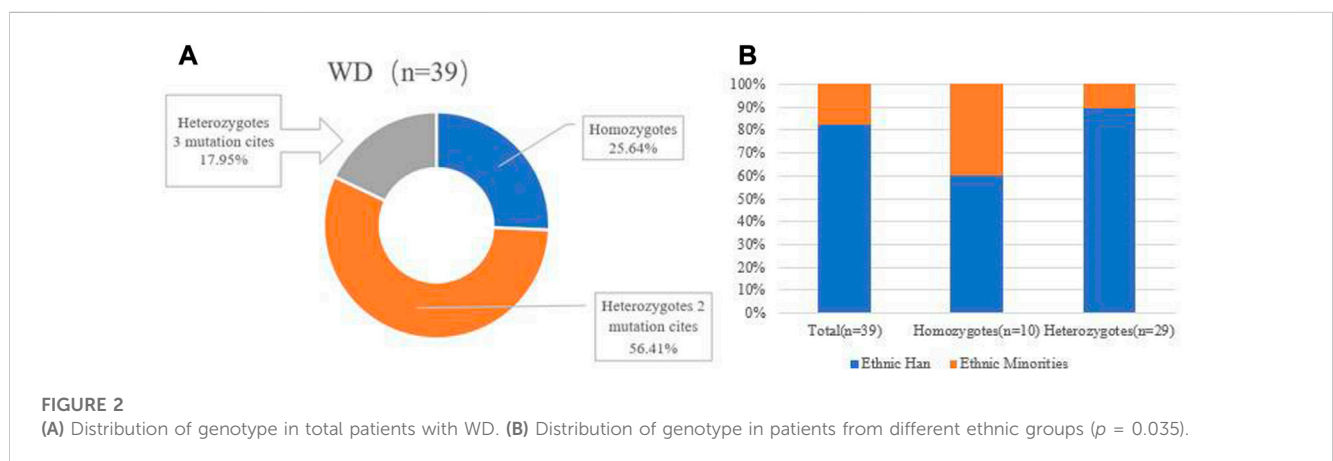 A
WD (n=39)
Heterozygotes
3 mutation cites
17.95%
Homozygotes
25.64%
Heterozygotes 2
mutation cites
56.41%
B
100%
90%
80%
70%
60%
50%
40%
30%
20%
10%
0%
Total(n=39) Homozygotes(n=10) Heterozygotes(n=29)
Ethnic Han Ethnic Minorities
FIGURE 2
(A) Distribution of genotype in total patients with WD. (B) Distribution of genotype in patients from different ethnic groups (p = 0.035).